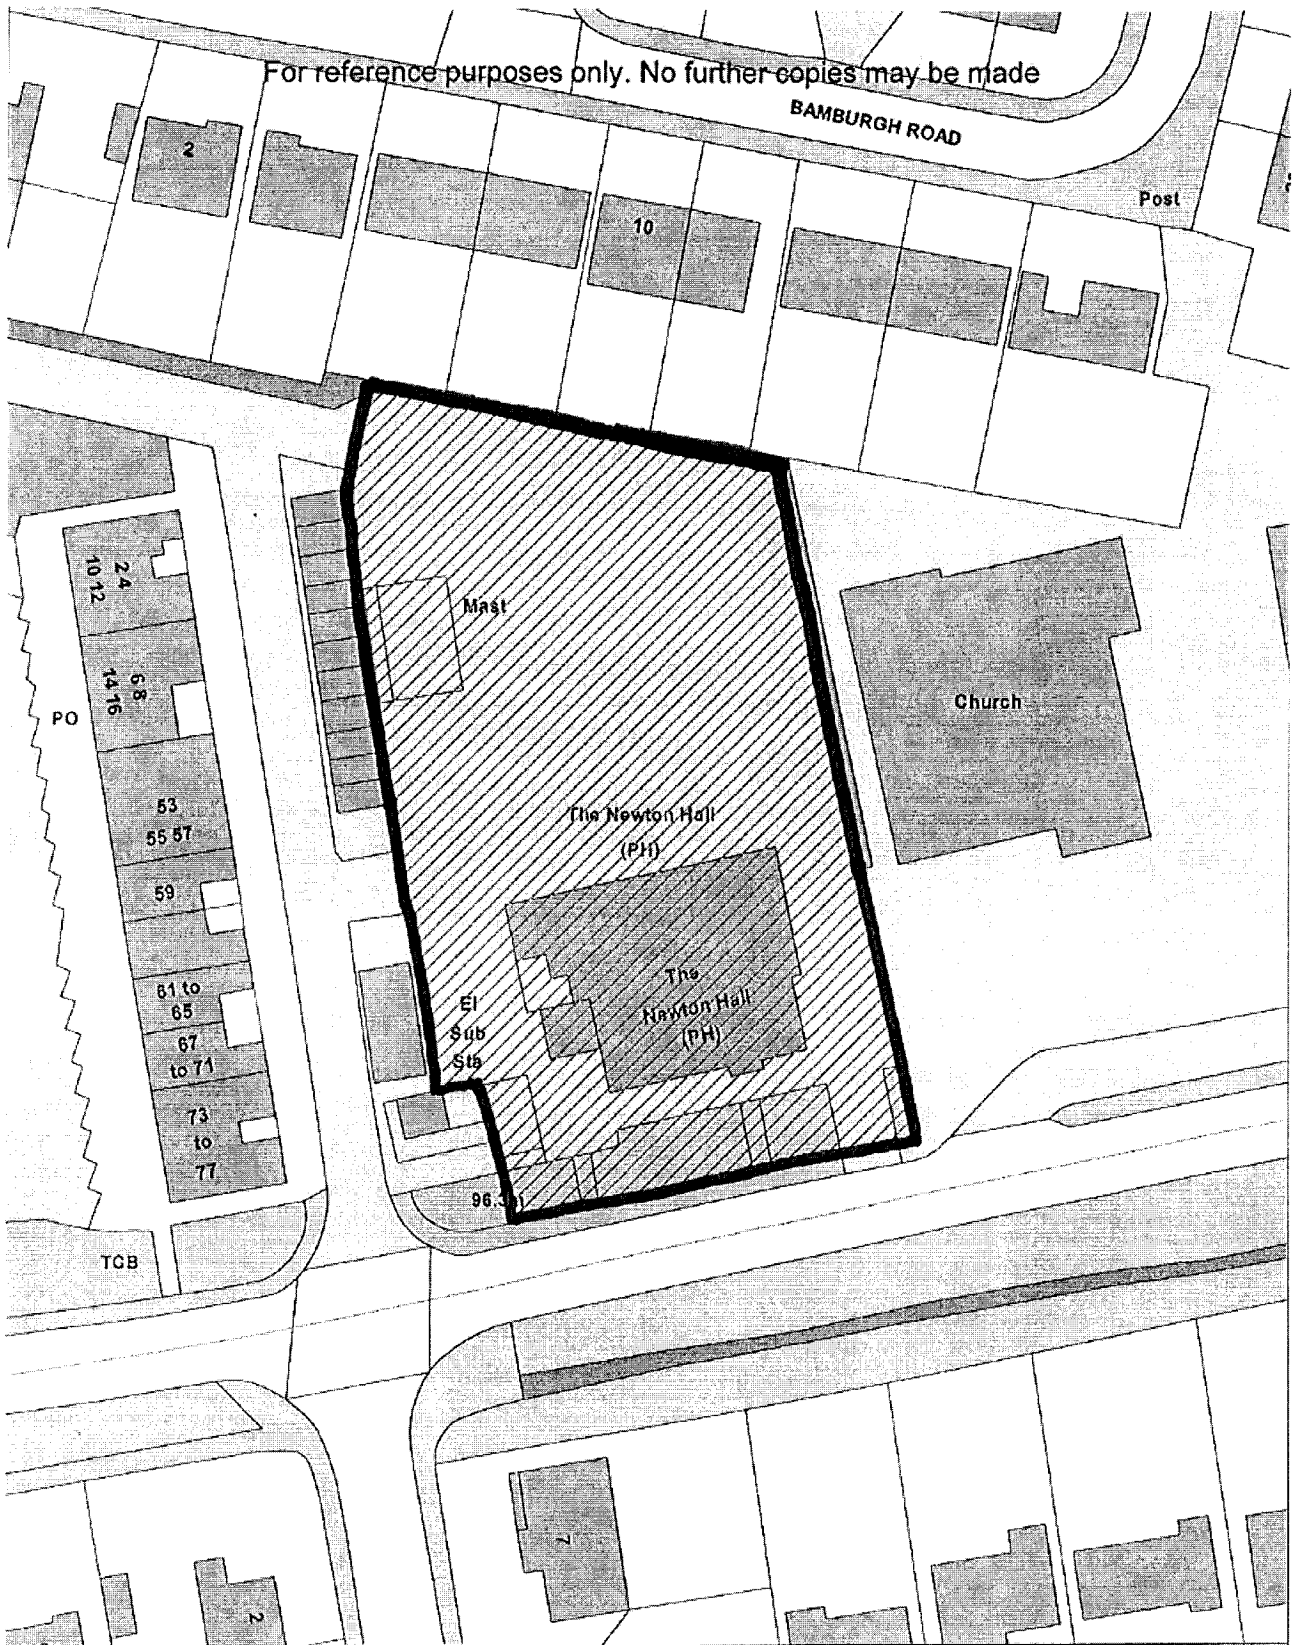 For reference purposes only. No further copies may be made
BAMBURGH ROAD
2
10
Post
2 4
10 12
Mast
6 8
14 16
PO
Church
53
55 57
The Newton Hall
(PH)
59
The
Newton Hall
(PH)
61 to
65
El
Sub
Sta
67
to 71
73
to
77
TCB
7
2